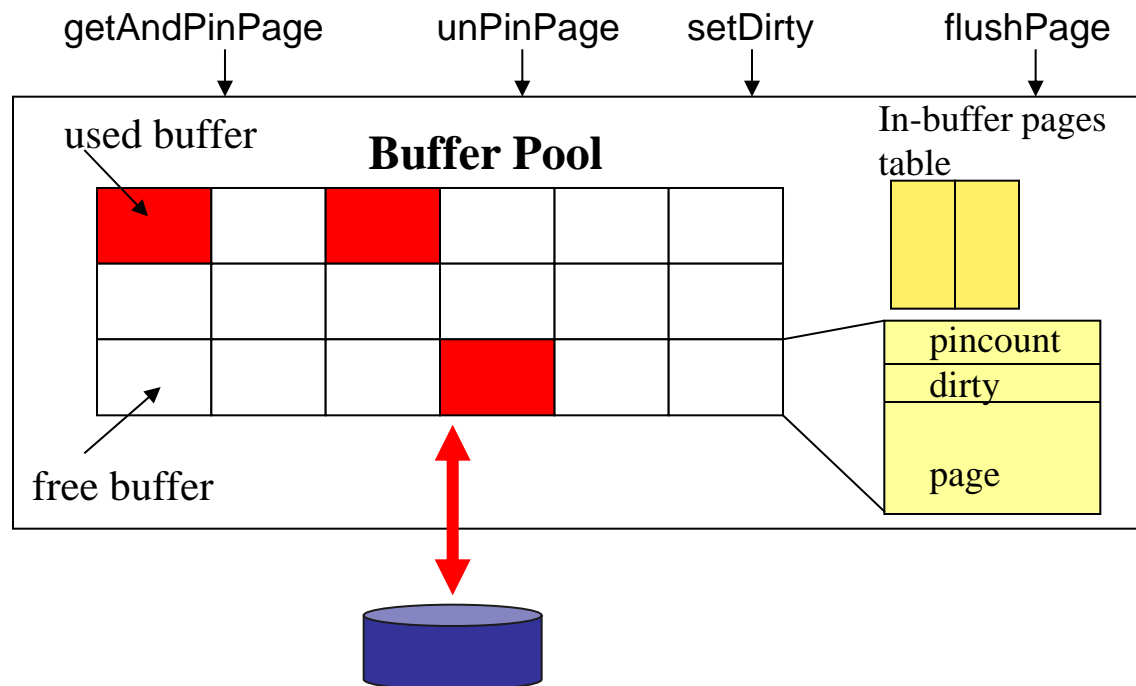 getAndPinPage unPinPage setDirty flushPage
used buffer
Buffer Pool
In-buffer pages
table
pincount
dirty
page
free buffer